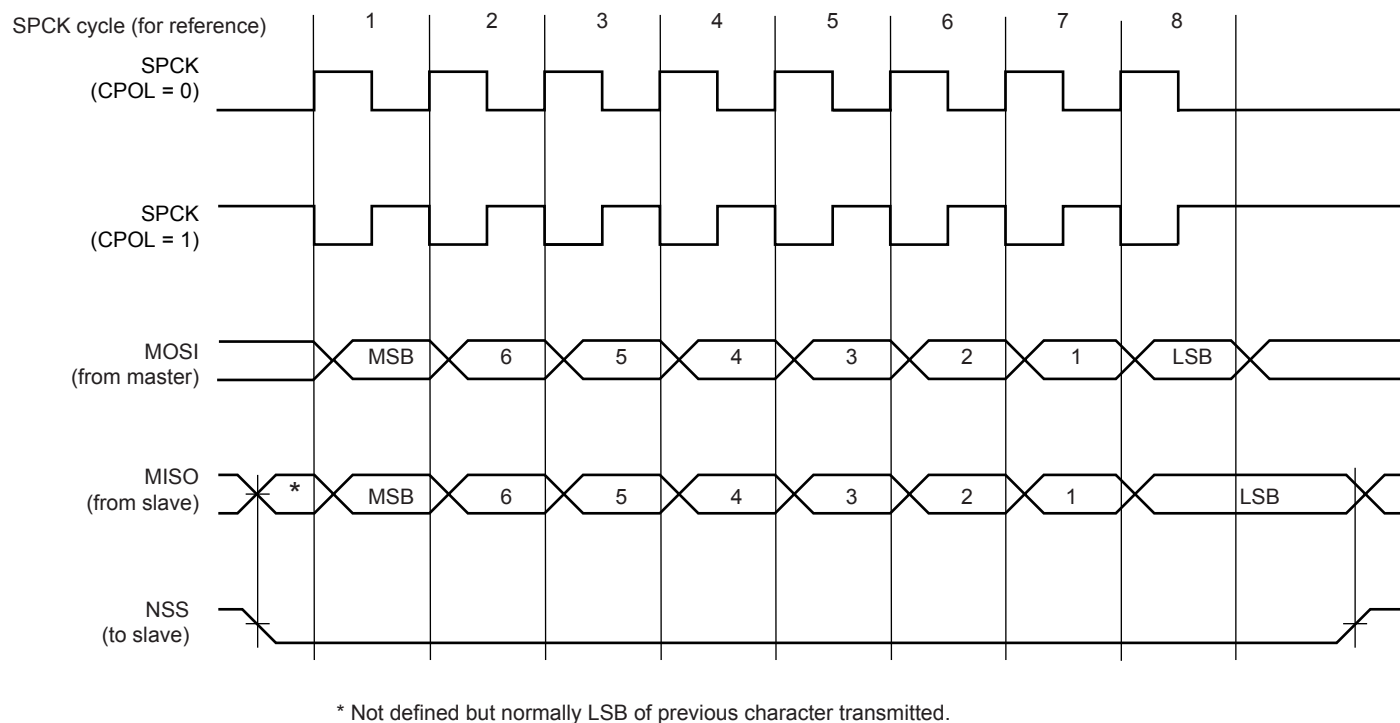 SPCK cycle (for reference) 1 2 3 4 5 6 7 8
SPCK
(CPOL = 0)
SPCK
(CPOL = 1)
MOSI
(from master)
MSB 6 5 4 3 2 1 LSB
MISO
(from slave)
* MSB 6 5 4 3 2 1 LSB
NSS
(to slave)
* Not defined but normally LSB of previous character transmitted.